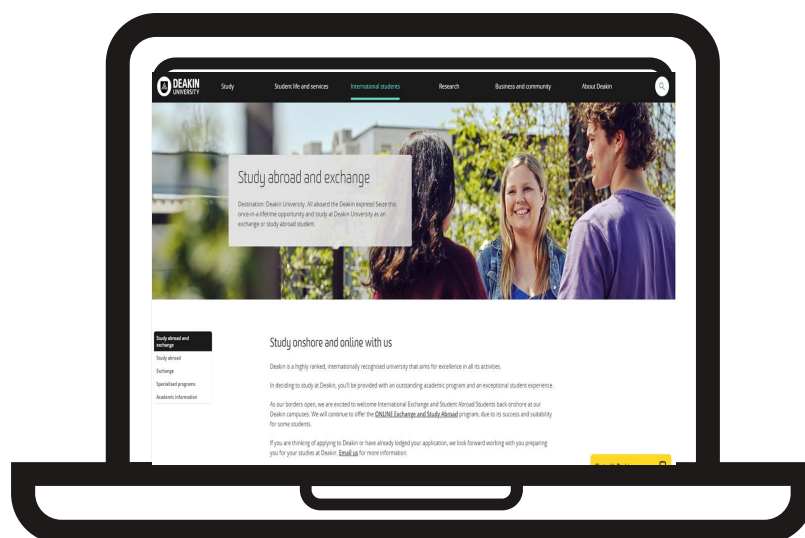 DEAKIN
UNIVERSITY
Study
Student life and services
International students
Research
Business and community
About Deakin
Study abroad and exchange
Destination: Deakin University. All aboard the Deakin express! Seize this
once-in-a-lifetime opportunity and study at Deakin University as an
exchange or study abroad student.
Study abroad and
exchange
Study abroad
Exchange
Specialised programs
Academic information
Study onshore and online with us
Deakin is a highly ranked, internationally recognised university that aims for excellence in all its activities.
In deciding to study at Deakin, you'll be provided with an outstanding academic program and an exceptional student experience.
As our borders open, we are excited to welcome International Exchange and Student Abroad Students back onshore at our
Deakin campuses. We will continue to offer the ONLINE Exchange and Study Abroad program, due to its success and suitability
for some students.
If you are thinking of applying to Deakin or have already lodged your application, we look forward working with you preparing
you for your studies at Deakin. Email us for more information.